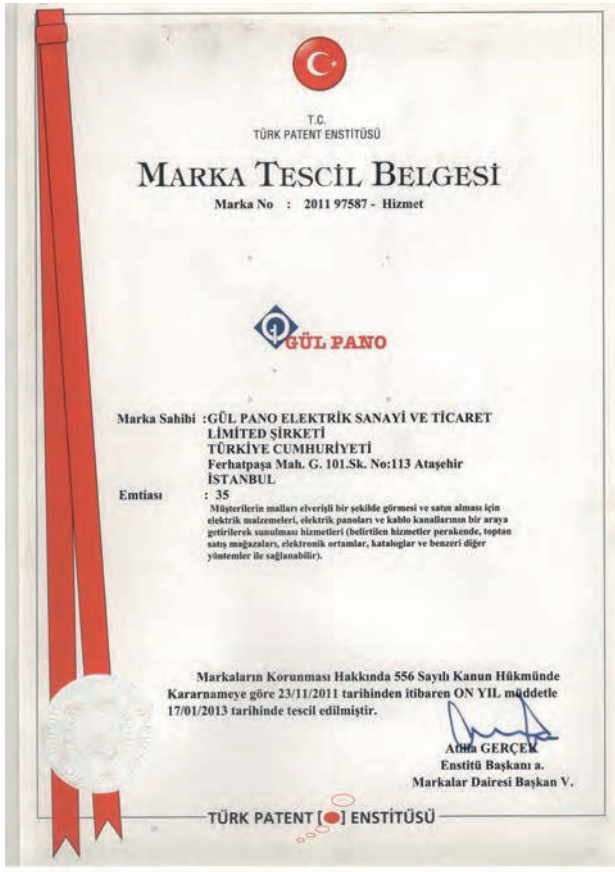 T.C.
TÜRK PATENT ENSTİTÜSÜ
MARKA TESCİL BELGESİ
Marka No : 2011 97587 - Hizmet
GÜL PANO
Marka Sahibi :GÜL PANO ELEKTRİK SANAYİ VE TİCARET
LİMİTED ŞİRKETİ
TÜRKİYE CUMHURİYETİ
Ferhatpaşa Mah. G. 101.Sk. No:113 Ataşehir
İSTANBUL
Emtiası : 35
Müşterilerin malları elverişli bir şekilde görmesi ve satın alması için
elektrik malzemeleri, elektrik panoları ve kablo kanallarının bir araya
getirilerek sunulması hizmetleri (belirtilen hizmetler perakende, toptan
satış mağazaları, elektronik ortamlar, kataloglar ve benzeri diğer
yöntemler ile sağlanabilir).
Markaların Korunması Hakkında 556 Sayılı Kanun Hükmünde
Kararnameye göre 23/11/2011 tarihinden itibaren ON YIL müddetle
17/01/2013 tarihinde tescil edilmiştir.
Atilla GERÇEK
Enstitü Başkanı a.
Markalar Dairesi Başkan V.
TÜRK PATENT [ ] ENSTİTÜSÜ